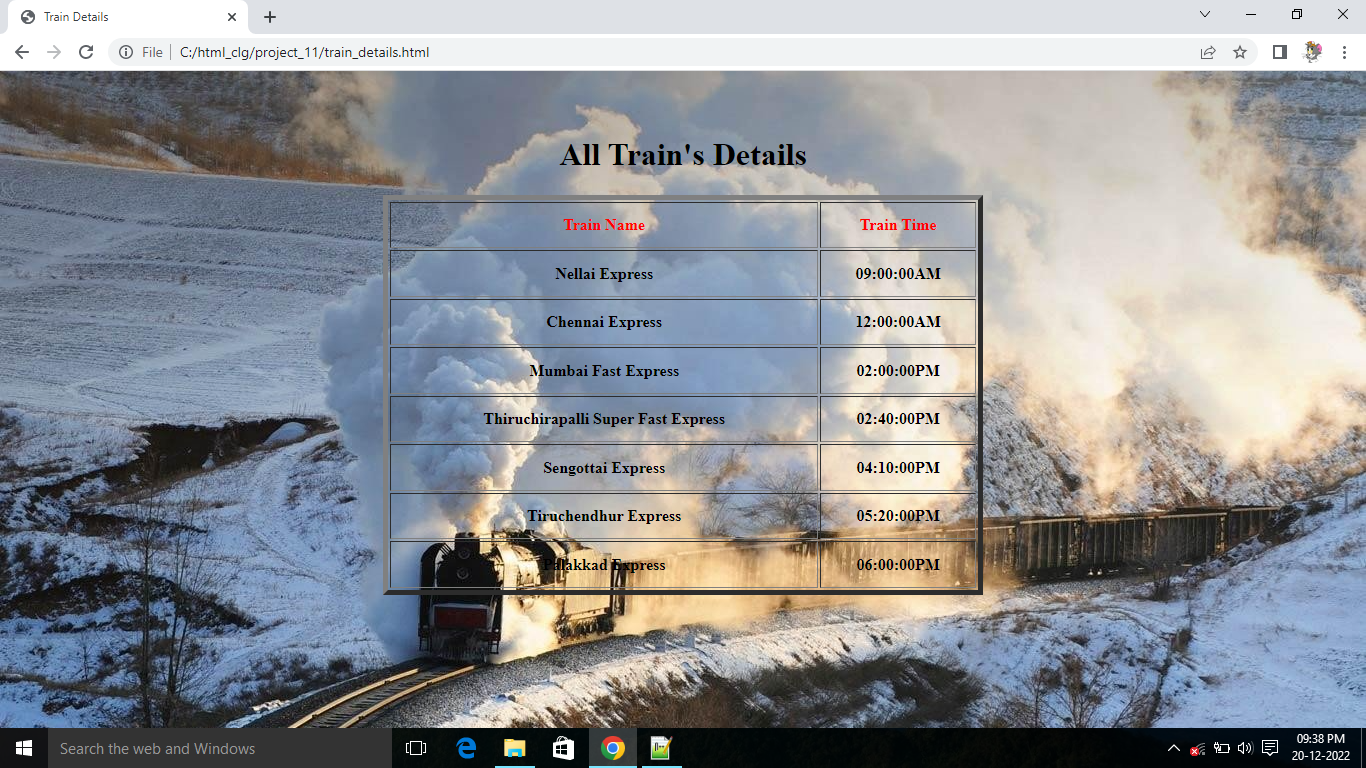 Train Details
File
C:/html_clg/project_11/train_details.html
All Train's Details
Train Name Train Time
Nellai Express 09:00:00AM
Chennai Express 12:00:00AM
Mumbai Fast Express 02:00:00PM
Thiruchirapalli Super Fast Express 02:40:00PM
Sengottai Express 04:10:00PM
Tiruchendhur Express 05:20:00PM
Palakkad Express 06:00:00PM
Search the web and Windows
09:38 PM
20-12-2022